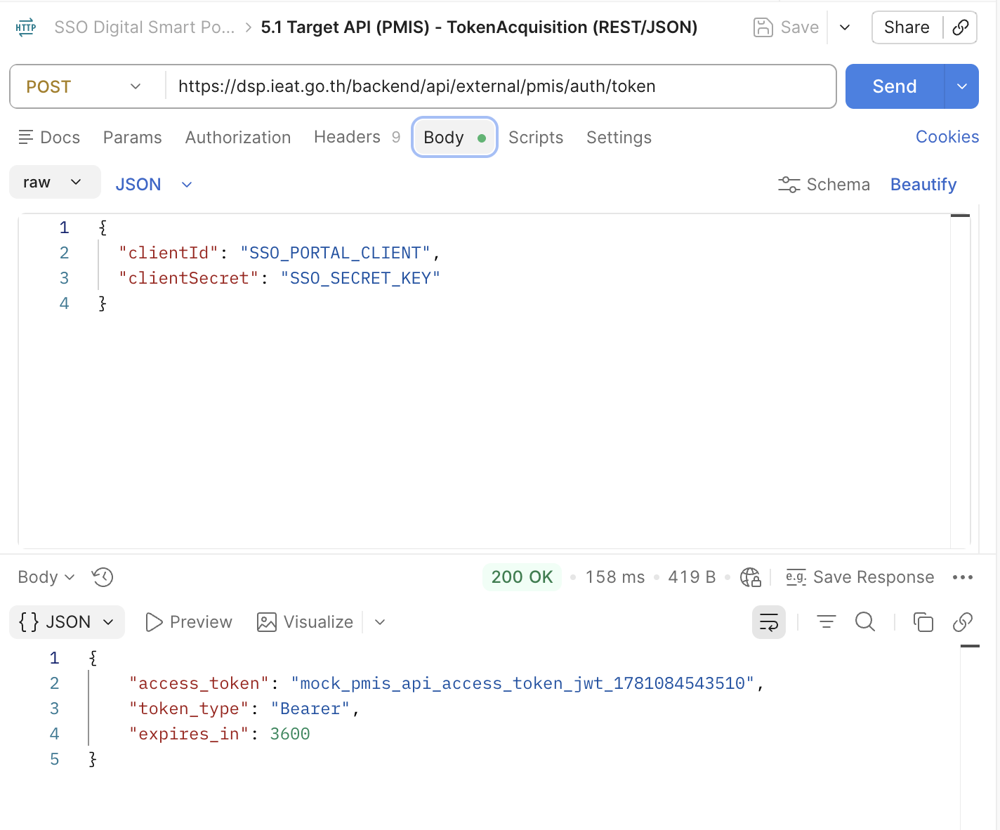 HTTP SSO Digital Smart Po... > 5.1 Target API (PMIS) - TokenAcquisition (REST/JSON) Save Share
POST https://dsp.ieat.go.th/backend/api/external/pmis/auth/token Send
Docs Params Authorization Headers 9 Body Scripts Settings Cookies
raw JSON Schema Beautify
1 {
2 "clientId": "SSO_PORTAL_CLIENT",
3 "clientSecret": "SSO_SECRET_KEY"
4 }
Body 200 OK • 158 ms • 419 B • e.g. Save Response •••
{} JSON Preview Visualize
1 {
2 "access_token": "mock_pmis_api_access_token_jwt_1781084543510",
3 "token_type": "Bearer",
4 "expires_in": 3600
5 }